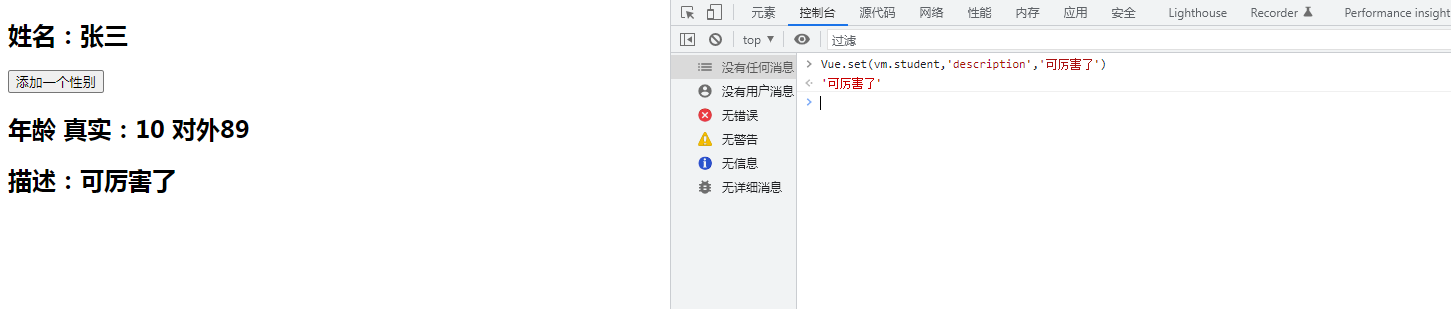 姓名：张三
添加一个性别
年龄 真实：10 对外89
描述：可厉害了
元素 控制台 源代码 网络 性能 内存 应用 安全 Lighthouse Recorder Performance insight
top 过滤
没有任何消息
没有用户消息
无错误
无警告
无信息
无详细消息
Vue.set(vm.student,'description','可厉害了')
'可厉害了'